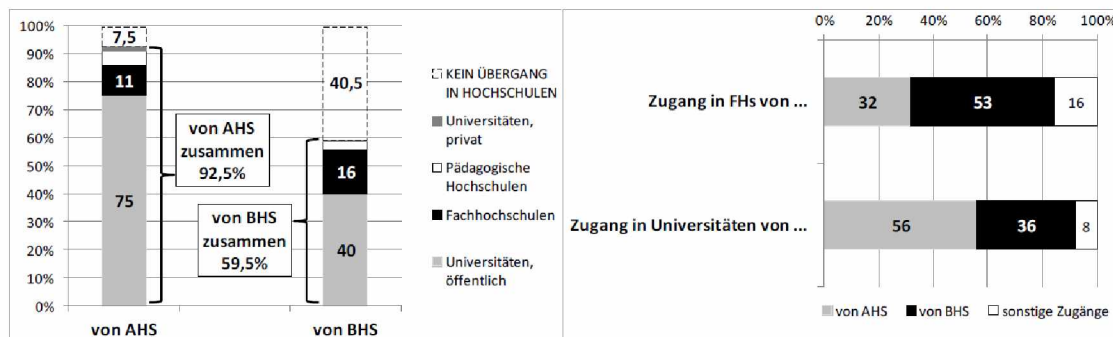 100%
90%
80%
70%
60%
50%
40%
30%
20%
10%
0%
7,5
11
75
von AHS
zusammen
92,5%
von BHS
zusammen
59,5%
40,5
16
40
von AHS
von BHS
KEIN ÜBERGANG
IN HOCHSCHULEN
Universitäten,
privat
Pädagogische
Hochschulen
Fachhochschulen
Universitäten,
öffentlich
0% 20% 40% 60% 80% 100%
Zugang in FHs von ...
32 53 16
Zugang in Universitäten von ...
56 36 8
von AHS von BHS sonstige Zugänge